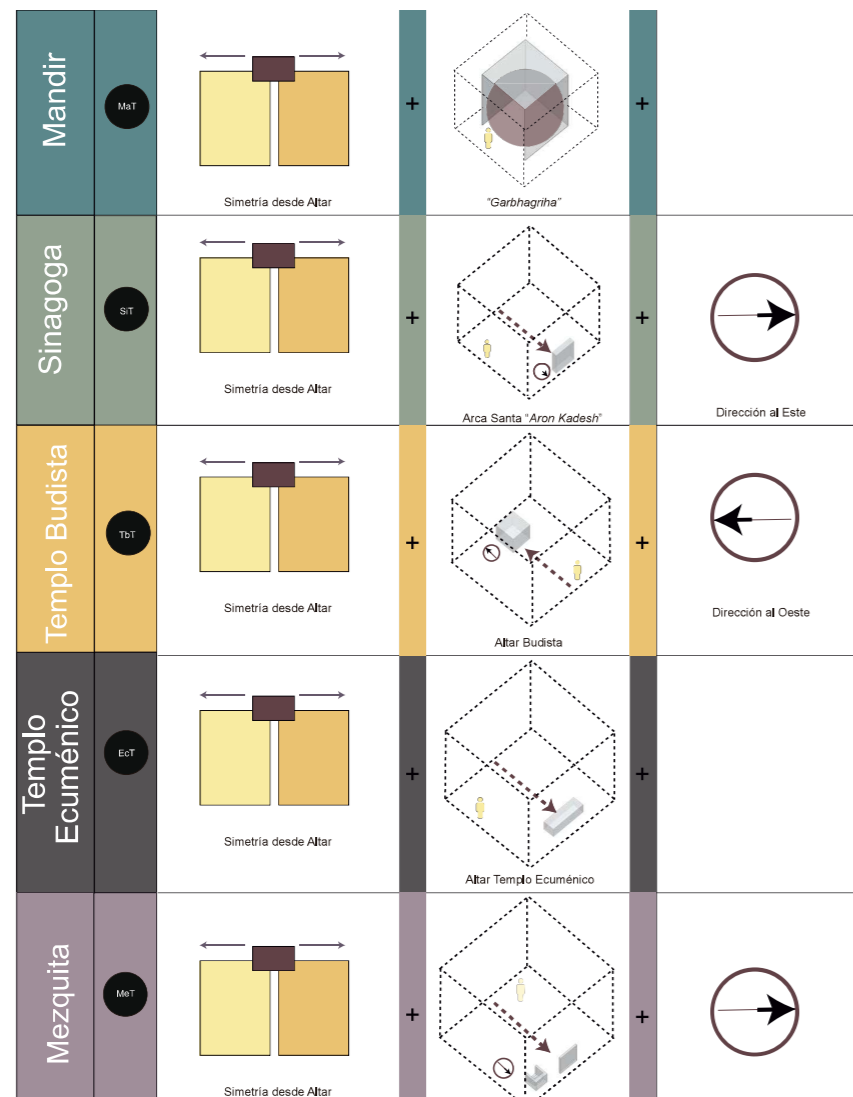 Mandir
MaT
Simetría desde Altar
+
"Garbhagriha"
+
Sinagoga
SiT
Simetría desde Altar
+
Arca Santa "Aron Kadesh"
+
Dirección al Este
Templo Budista
TbT
Simetría desde Altar
+
Altar Budista
+
Dirección al Oeste
Templo
Ecuménico
EcT
Simetría desde Altar
+
Altar Templo Ecuménico
+
Mezquita
MeT
Simetría desde Altar
+
+